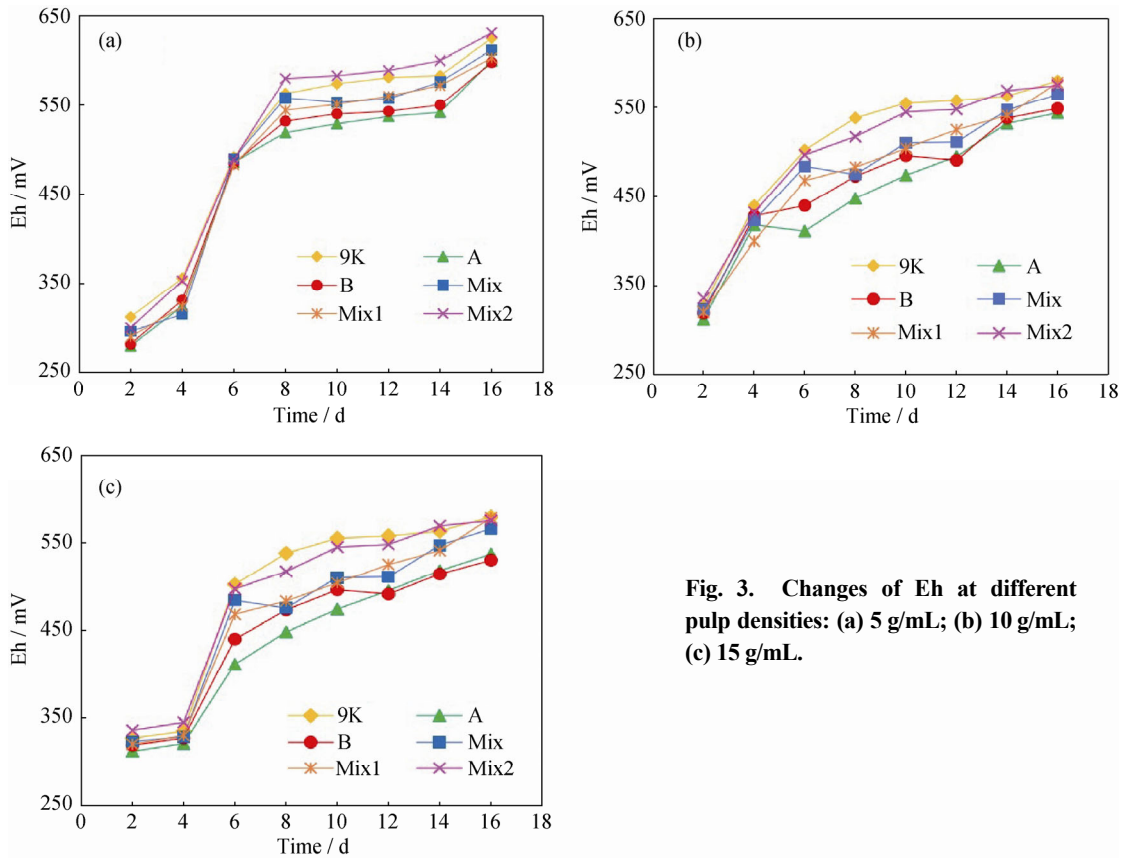 650
550
450
350
250
Eh / mV
(a)
9K A
B Mix
Mix1 Mix2
0 2 4 6 8 10 12 14 16 18
Time / d
650
550
450
350
250
Eh / mV
(b)
9K A
B Mix
Mix1 Mix2
0 2 4 6 8 10 12 14 16 18
Time / d
650
550
450
350
250
Eh / mV
(c)
9K A
B Mix
Mix1 Mix2
0 2 4 6 8 10 12 14 16 18
Time / d
Fig. 3. Changes of Eh at different
pulp densities: (a) 5 g/mL; (b) 10 g/mL;
(c) 15 g/mL.